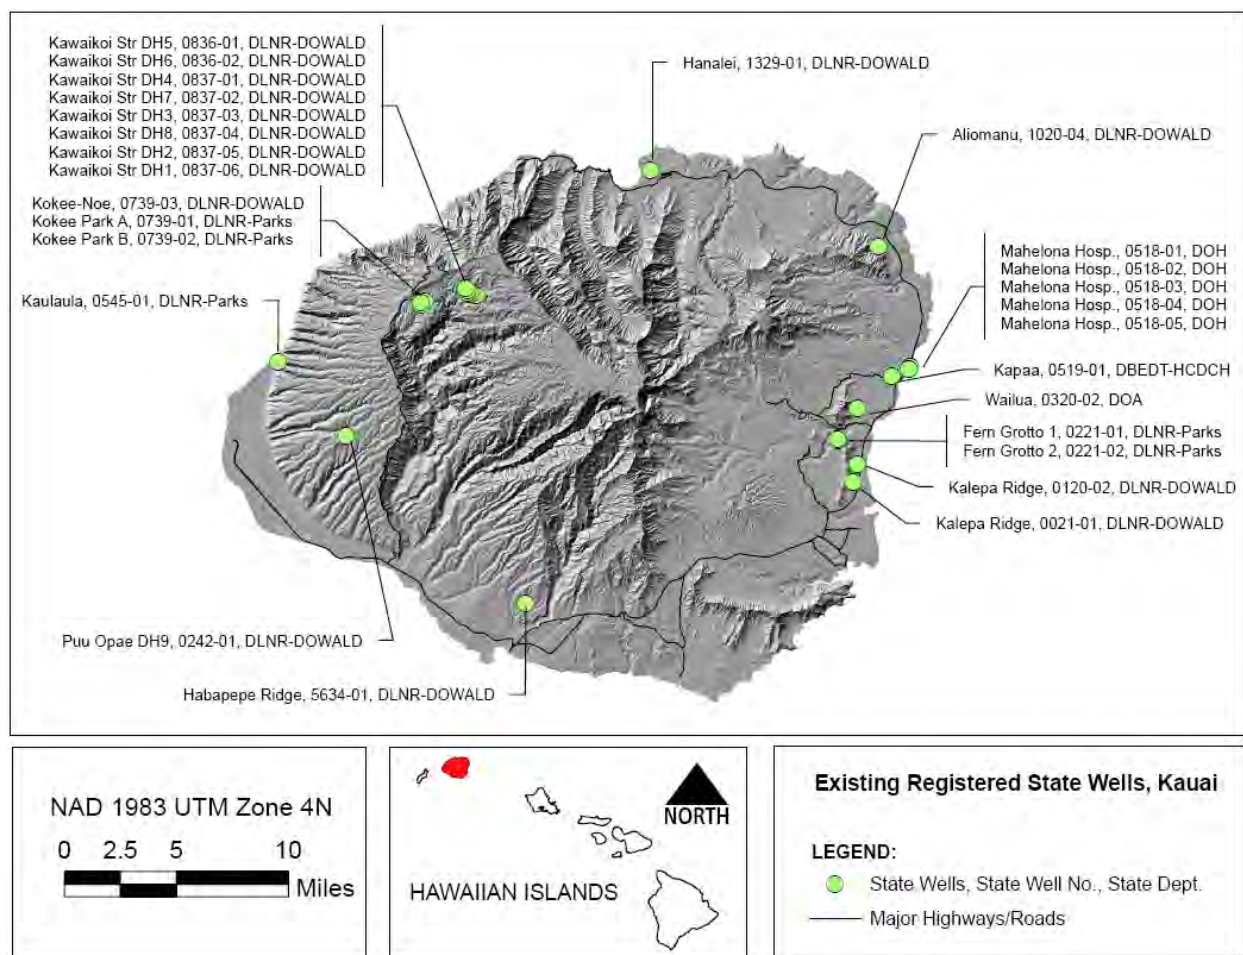 Kawaikoi Str DH5, 0836-01, DLNR-DOWALD
Kawaikoi Str DH6, 0836-02, DLNR-DOWALD
Kawaikoi Str DH4, 0837-01, DLNR-DOWALD
Kawaikoi Str DH7, 0837-02, DLNR-DOWALD
Kawaikoi Str DH3, 0837-03, DLNR-DOWALD
Kawaikoi Str DH8, 0837-04, DLNR-DOWALD
Kawaikoi Str DH2, 0837-05, DLNR-DOWALD
Kawaikoi Str DH1, 0837-06, DLNR-DOWALD
Hanalei, 1329-01, DLNR-DOWALD
Aliomanu, 1020-04, DLNR-DOWALD
Kokee-Noe, 0739-03, DLNR-DOWALD
Kokee Park A, 0739-01, DLNR-Parks
Kokee Park B, 0739-02, DLNR-Parks
Mahelona Hosp., 0518-01, DOH
Mahelona Hosp., 0518-02, DOH
Mahelona Hosp., 0518-03, DOH
Mahelona Hosp., 0518-04, DOH
Mahelona Hosp., 0518-05, DOH
Kaulaula, 0545-01, DLNR-Parks
Kapaa, 0519-01, DBEDT-HCDCH
Wailua, 0320-02, DOA
Fern Grotto 1, 0221-01, DLNR-Parks
Fern Grotto 2, 0221-02, DLNR-Parks
Kalepa Ridge, 0120-02, DLNR-DOWALD
Kalepa Ridge, 0021-01, DLNR-DOWALD
Puu Opae DH9, 0242-01, DLNR-DOWALD
Habapepe Ridge, 5634-01, DLNR-DOWALD
NAD 1983 UTM Zone 4N
0 2.5 5 10
Miles
NORTH
HAWAIIAN ISLANDS
Existing Registered State Wells, Kauai
LEGEND:
State Wells, State Well No., State Dept.
Major Highways/Roads